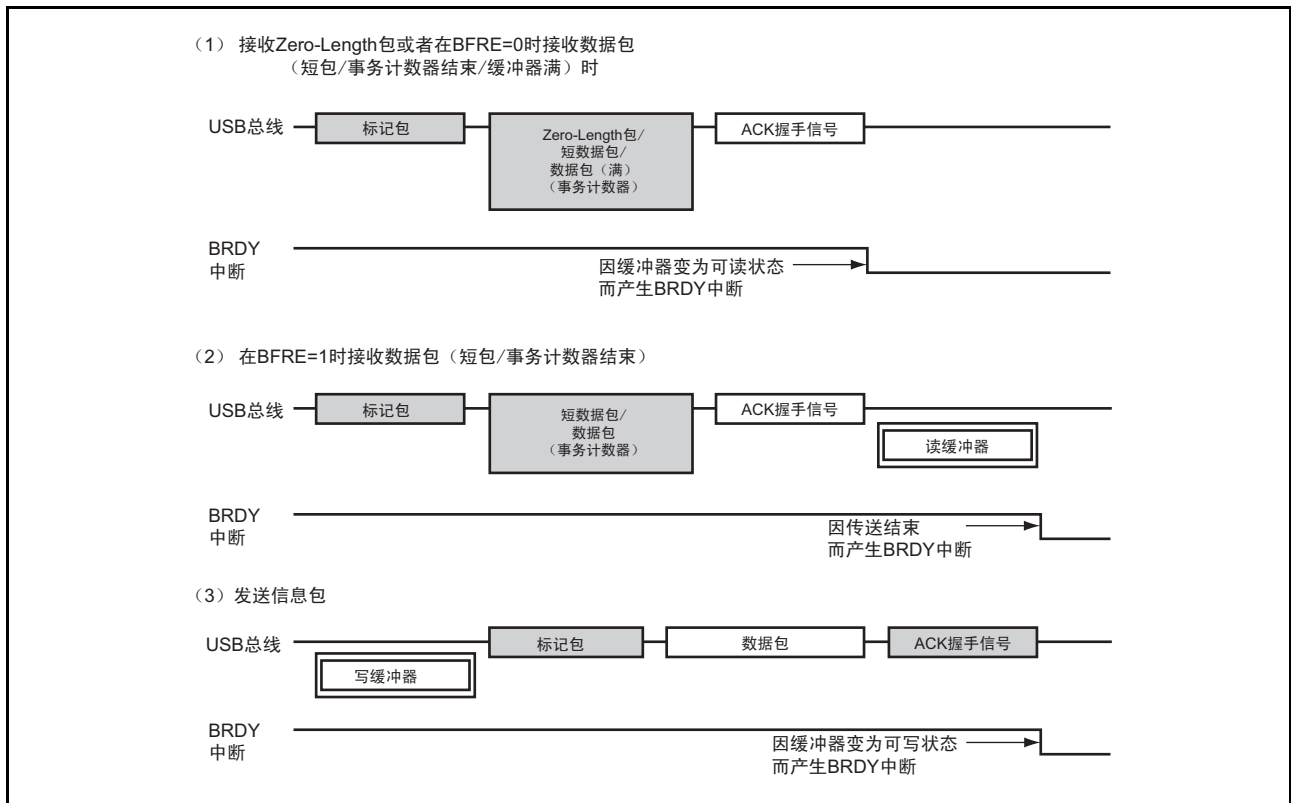 （1） 接收Zero-Length包或者在BFRE=0时接收数据包
（短包/事务计数器结束/缓冲器满）时
USB总线
标记包
Zero-Length包/
短数据包/
数据包（满）
（事务计数器）
ACK握手信号
BRDY
中断
因缓冲器变为可读状态
而产生BRDY中断
（2） 在BFRE=1时接收数据包（短包/事务计数器结束）
USB总线
标记包
短数据包/
数据包
（事务计数器）
ACK握手信号
读缓冲器
BRDY
中断
因传送结束
而产生BRDY中断
（3）发送信息包
USB总线
标记包
数据包
ACK握手信号
写缓冲器
BRDY
中断
因缓冲器变为可写状态
而产生BRDY中断